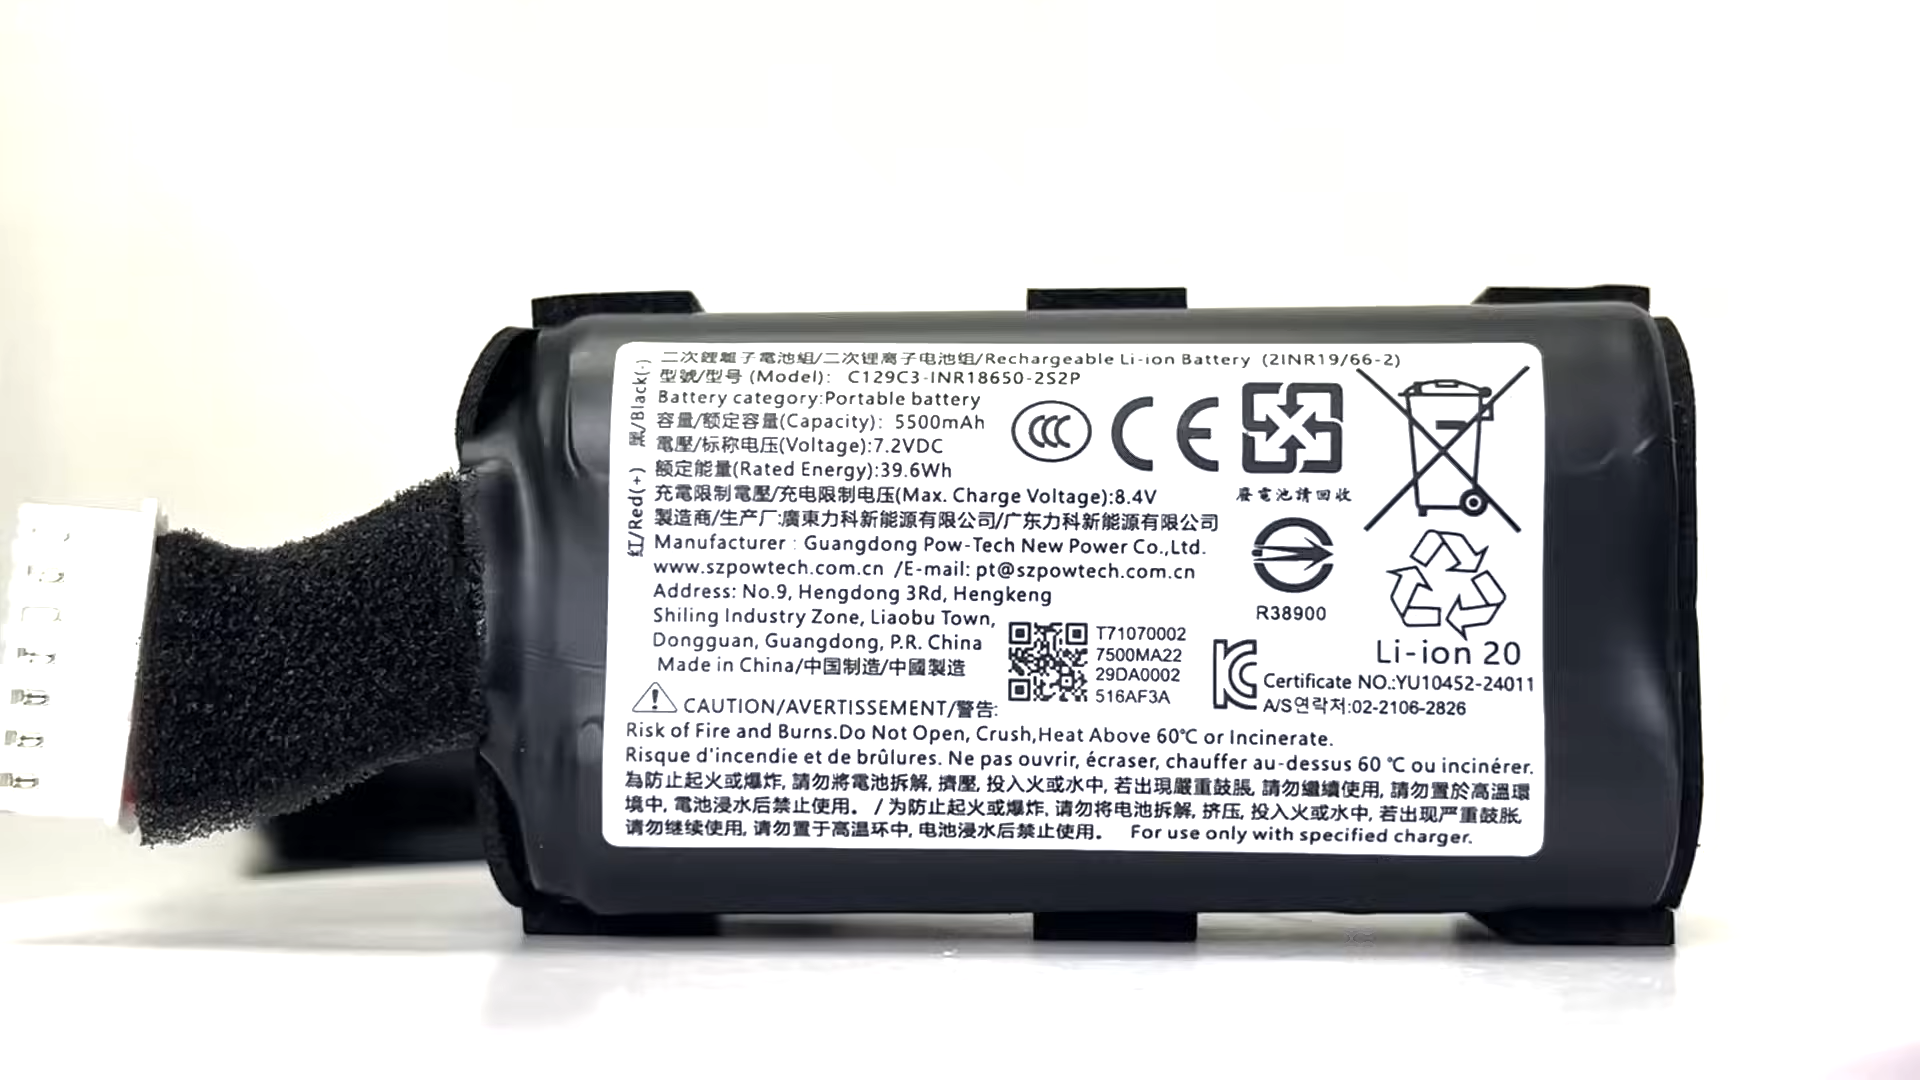 二次鋰離子電池組/二次锂离子电池组/Rechargeable Li-ion Battery (2INR19/66-2)
型號/型号 (Model): C129C3-INR18650-2S2P
Battery category:Portable battery
容量/额定容量(Capacity): 5500mAh
電壓/标称电压(Voltage):7.2VDC
额定能量(Rated Energy):39.6Wh
充電限制電壓/充电限制电压(Max. Charge Voltage):8.4V
製造商/生产厂:廣東力科新能源有限公司/广东力科新能源有限公司
Manufacturer : Guangdong Pow-Tech New Power Co.,Ltd.
www.szpowtech.com.cn /E-mail: pt@szpowtech.com.cn
Address: No.9, Hengdong 3Rd, Hengkeng
Shiling Industry Zone, Liaobu Town,
Dongguan, Guangdong, P.R. China
Made in China/中国制造/中國製造
紅/Red(+) 黑/Black(-)
CCC CE
廢電池請回收
R38900
Li-ion 20
T71070002
7500MA22
29DA0002
516AF3A
KC
Certificate NO.:YU10452-24011
A/S연락처:02-2106-2826
CAUTION/AVERTISSEMENT/警告:
Risk of Fire and Burns.Do Not Open, Crush,Heat Above 60℃ or Incinerate.
Risque d'incendie et de brûlures. Ne pas ouvrir, écraser, chauffer au-dessus 60 ℃ ou incinérer.
為防止起火或爆炸, 請勿將電池拆解, 擠壓, 投入火或水中, 若出現嚴重鼓脹, 請勿繼續使用, 請勿置於高溫環
境中, 電池浸水后禁止使用。 / 为防止起火或爆炸, 请勿将电池拆解, 挤压, 投入火或水中, 若出现严重鼓胀,
请勿继续使用, 请勿置于高温环中, 电池浸水后禁止使用。 For use only with specified charger.